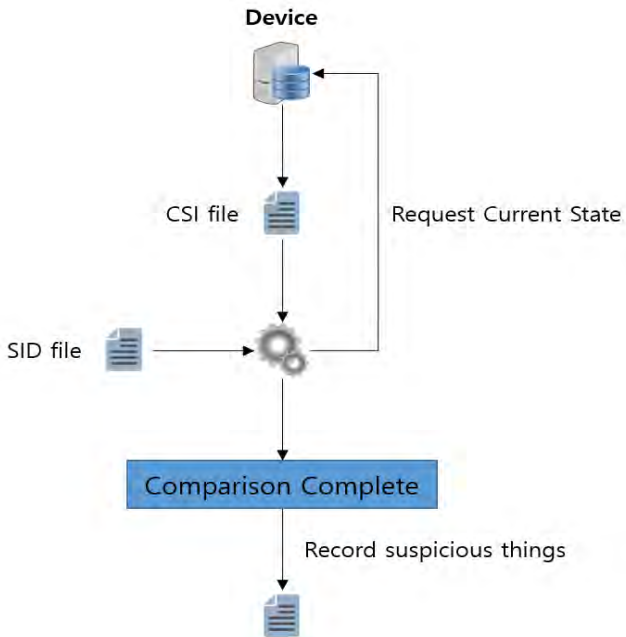 Device
CSI file
Request Current State
SID file
Comparison Complete
Record suspicious things